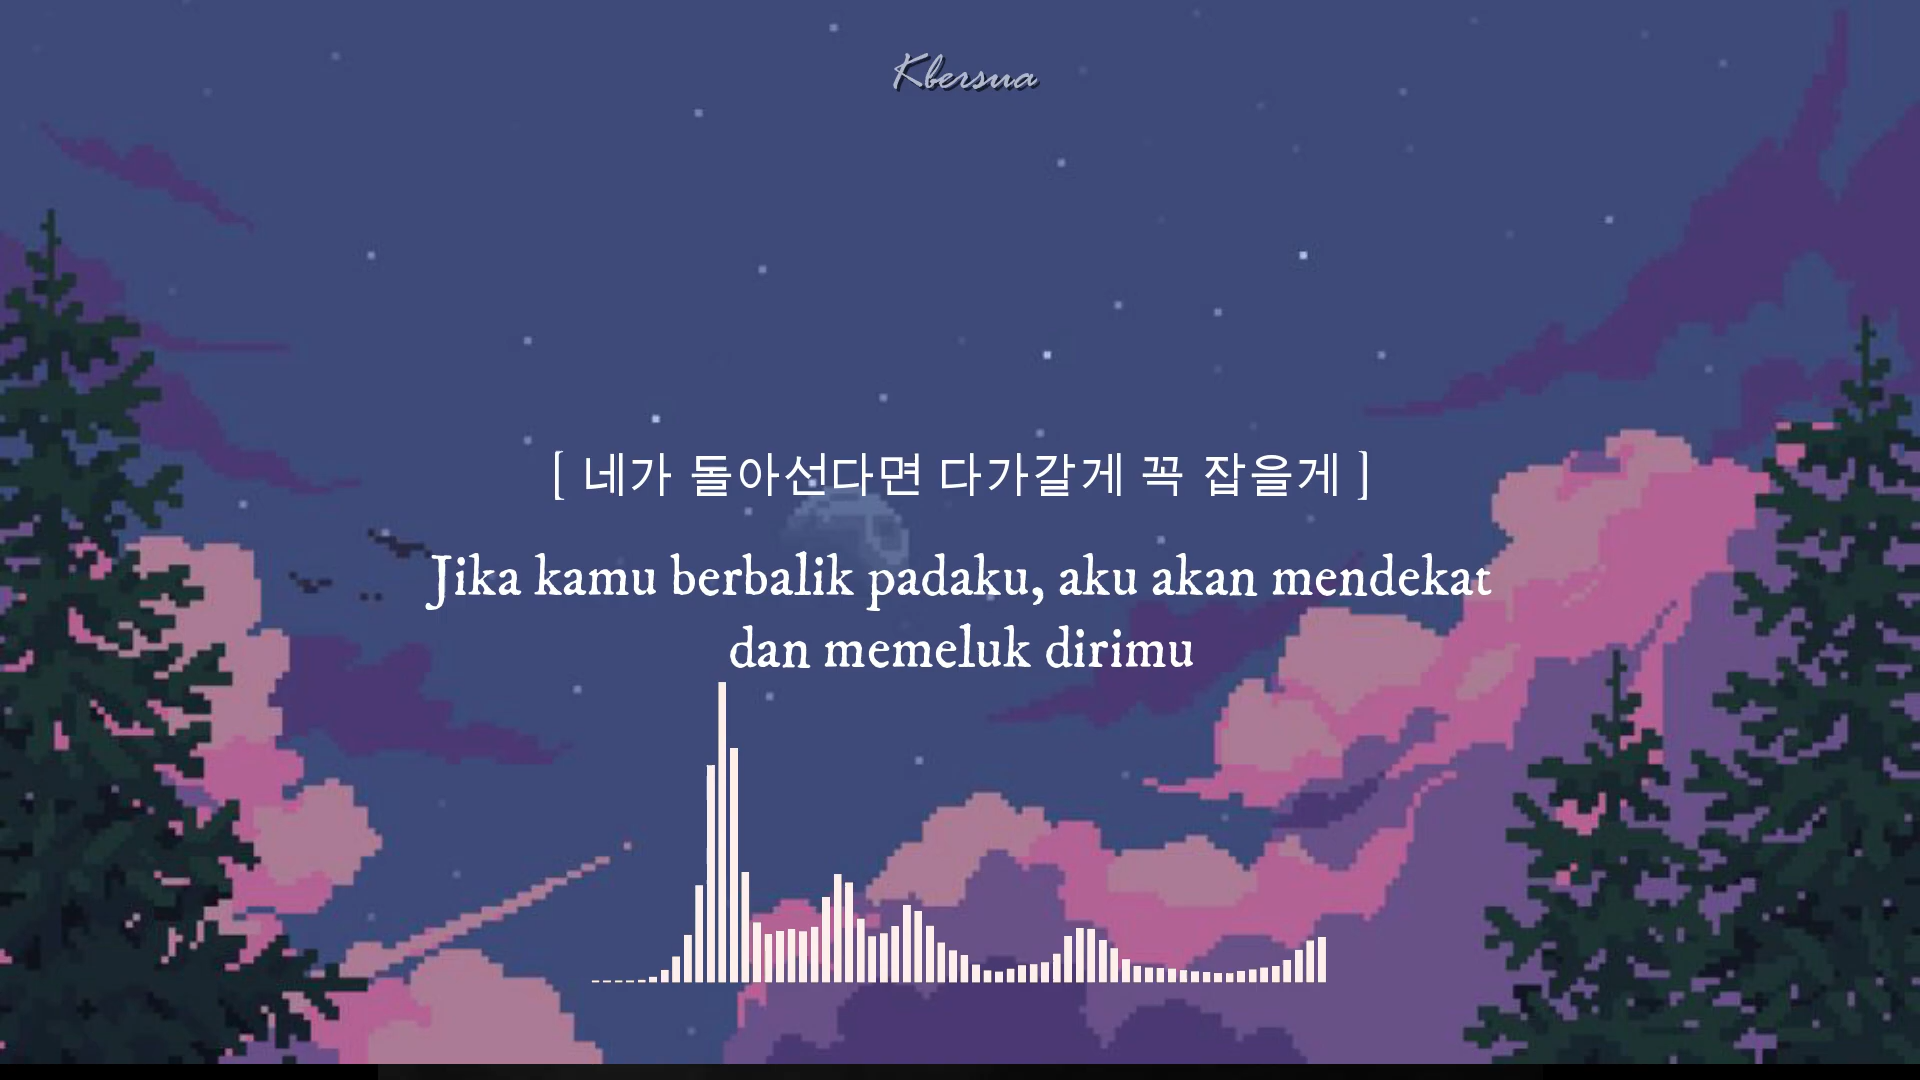 Kbersua
[ 네가 돌아선다면 다가갈게 꼭 잡을게 ]
Jika kamu berbalik padaku, aku akan mendekat
dan memeluk dirimu